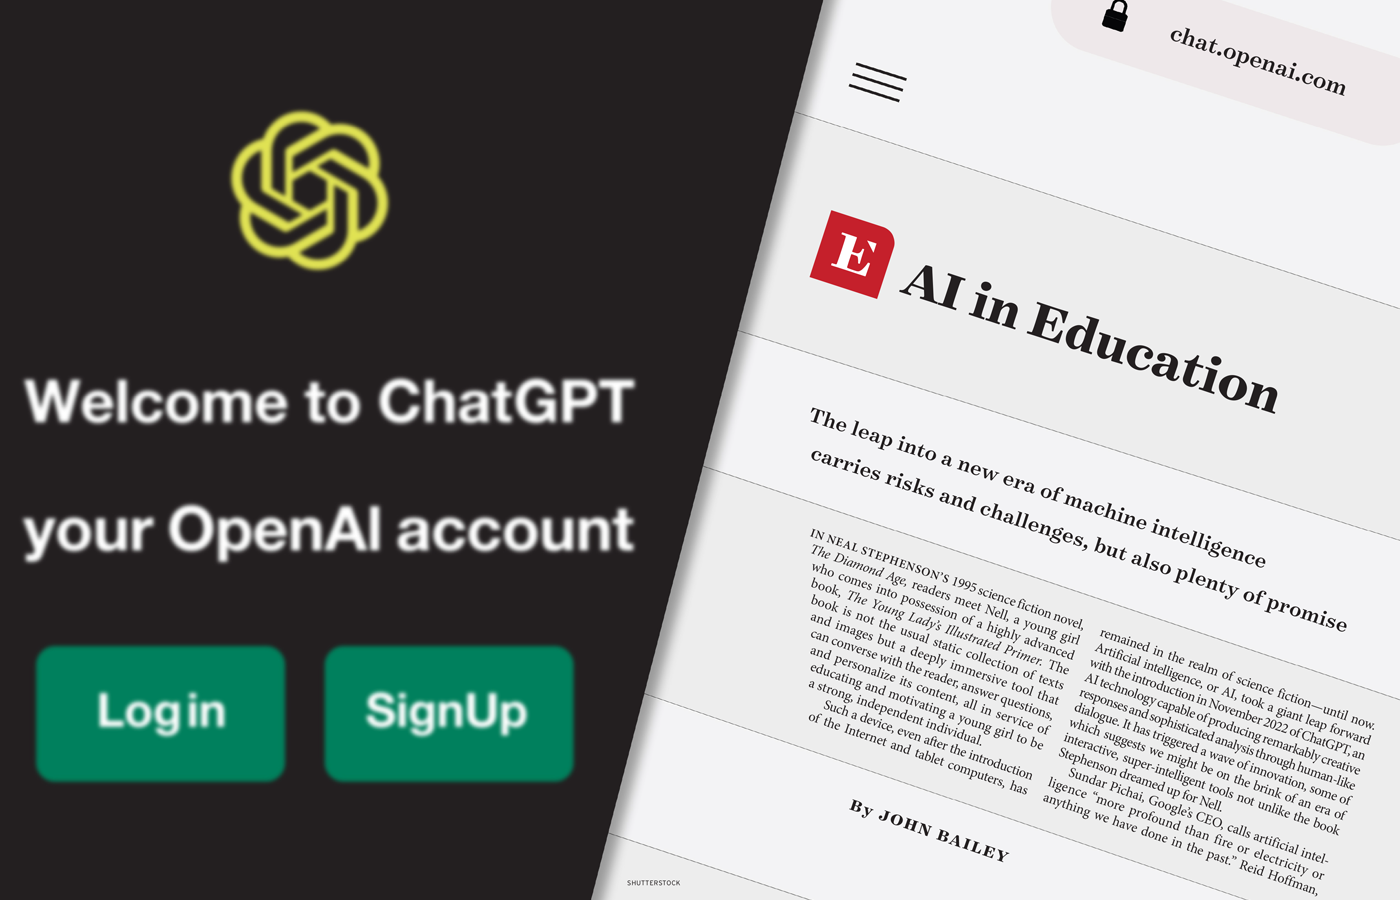 Welcome to ChatGPT
your OpenAI account
Log in
SignUp
chat.openai.com
E
AI in Education
The leap into a new era of machine intelligence
carries risks and challenges, but also plenty of promise
IN NEAL STEPHENSON'S 1995 science fiction novel,
The Diamond Age, readers meet Nell, a young girl
who comes into possession of a highly advanced
book, The Young Lady's Illustrated Primer. The
book is not the usual static collection of texts
and images but a deeply immersive tool that
can converse with the reader, answer questions,
and personalize its content, all in service of
educating and motivating a young girl to be
a strong, independent individual.
Such a device, even after the introduction
of the Internet and tablet computers, has
remained in the realm of science fiction—until now.
Artificial intelligence, or AI, took a giant leap forward
with the introduction in November 2022 of ChatGPT, an
AI technology capable of producing remarkably creative
responses and sophisticated analysis through human-like
dialogue. It has triggered a wave of innovation, some of
which suggests we might be on the brink of an era of
interactive, super-intelligent tools not unlike the book
Stephenson dreamed up for Nell.
Sundar Pichai, Google's CEO, calls artificial intel-
ligence “more profound than fire or electricity or
anything we have done in the past.” Reid Hoffman,
By JOHN BAILEY
SHUTTERSTOCK